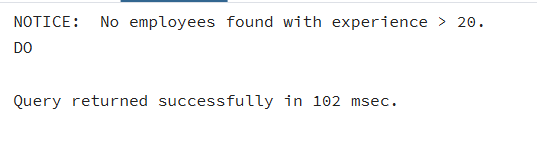 NOTICE:  No employees found with experience > 20.
DO
Query returned successfully in 102 msec.